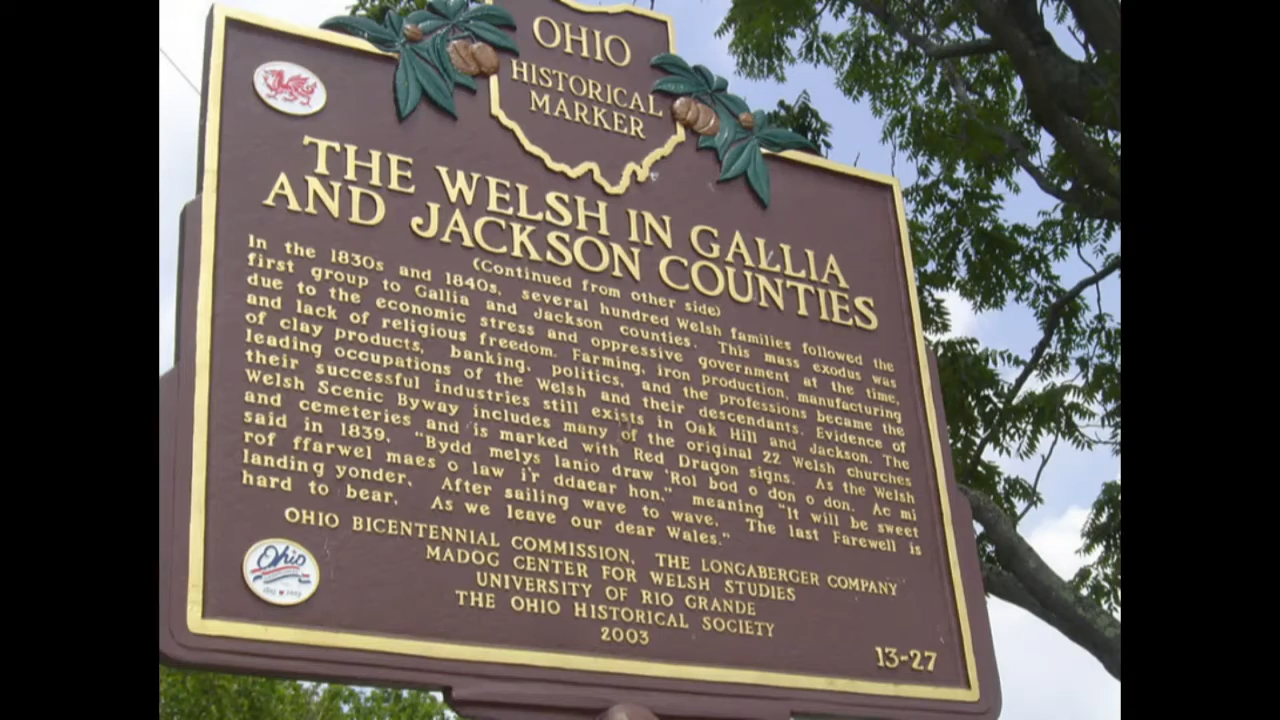 OHIO
HISTORICAL
MARKER
THE WELSH IN GALLIA
AND JACKSON COUNTIES
(Continued from other side)
In the 1830s and 1840s, several hundred Welsh families followed the
first group to Gallia and Jackson counties. This mass exodus was
due to the economic stress and oppressive government at the time,
and lack of religious freedom. Farming, iron production, manufacturing
of clay products, banking, politics, and the professions became the
leading occupations of the Welsh and their descendants. Evidence of
their successful industries still exists in Oak Hill and Jackson. The
Welsh Scenic Byway includes many of the original 22 Welsh churches
and cemeteries and is marked with Red Dragon signs. As the Welsh
said in 1839, "Bydd melys lanio draw 'Rol bod o don o don. Ac mi
rof ffarwel maes o law i'r ddaear hon," meaning "It will be sweet
landing yonder, After sailing wave to wave, The last Farewell is
hard to bear, As we leave our dear Wales."
OHIO BICENTENNIAL COMMISSION, THE LONGABERGER COMPANY
MADOG CENTER FOR WELSH STUDIES
UNIVERSITY OF RIO GRANDE
THE OHIO HISTORICAL SOCIETY
2003
13-27
Ohio